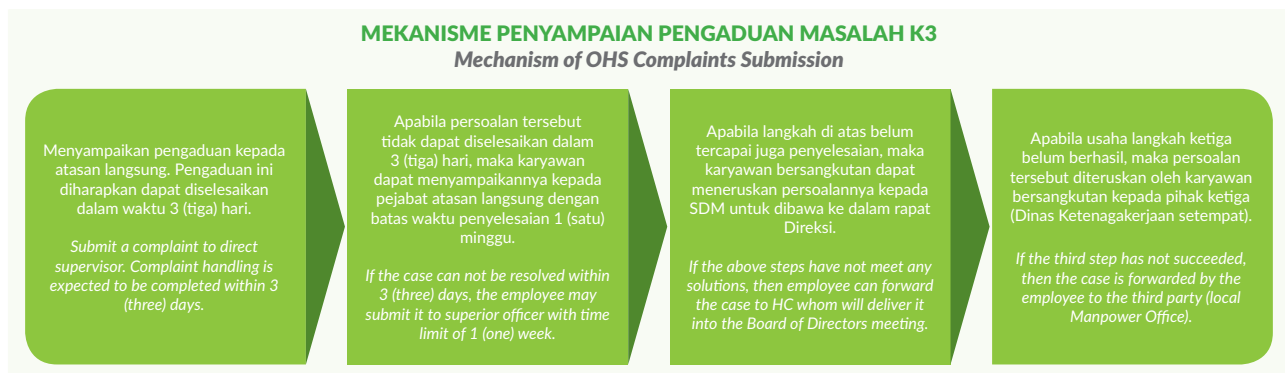 MEKANISME PENYAMPAIAN PENGADUAN MASALAH K3
Mechanism of OHS Complaints Submission
Menyampaikan pengaduan kepada
atasan langsung. Pengaduan ini
diharapkan dapat diselesaikan
dalam waktu 3 (tiga) hari.
Submit a complaint to direct
supervisor. Complaint handling is
expected to be completed within 3
(three) days.
Apabila persoalan tersebut
tidak dapat diselesaikan dalam
3 (tiga) hari, maka karyawan
dapat menyampaikannya kepada
pejabat atasan langsung dengan
batas waktu penyelesaian 1 (satu)
minggu.
If the case can not be resolved within
3 (three) days, the employee may
submit it to superior officer with time
limit of 1 (one) week.
Apabila langkah di atas belum
tercapai juga penyelesaian, maka
karyawan bersangkutan dapat
meneruskan persoalannya kepada
SDM untuk dibawa ke dalam rapat
Direksi.
If the above steps have not meet any
solutions, then employee can forward
the case to HC whom will deliver it
into the Board of Directors meeting.
Apabila usaha langkah ketiga
belum berhasil, maka persoalan
tersebut diteruskan oleh karyawan
bersangkutan kepada pihak ketiga
(Dinas Ketenagakerjaan setempat).
If the third step has not succeeded,
then the case is forwarded by the
employee to the third party (local
Manpower Office).